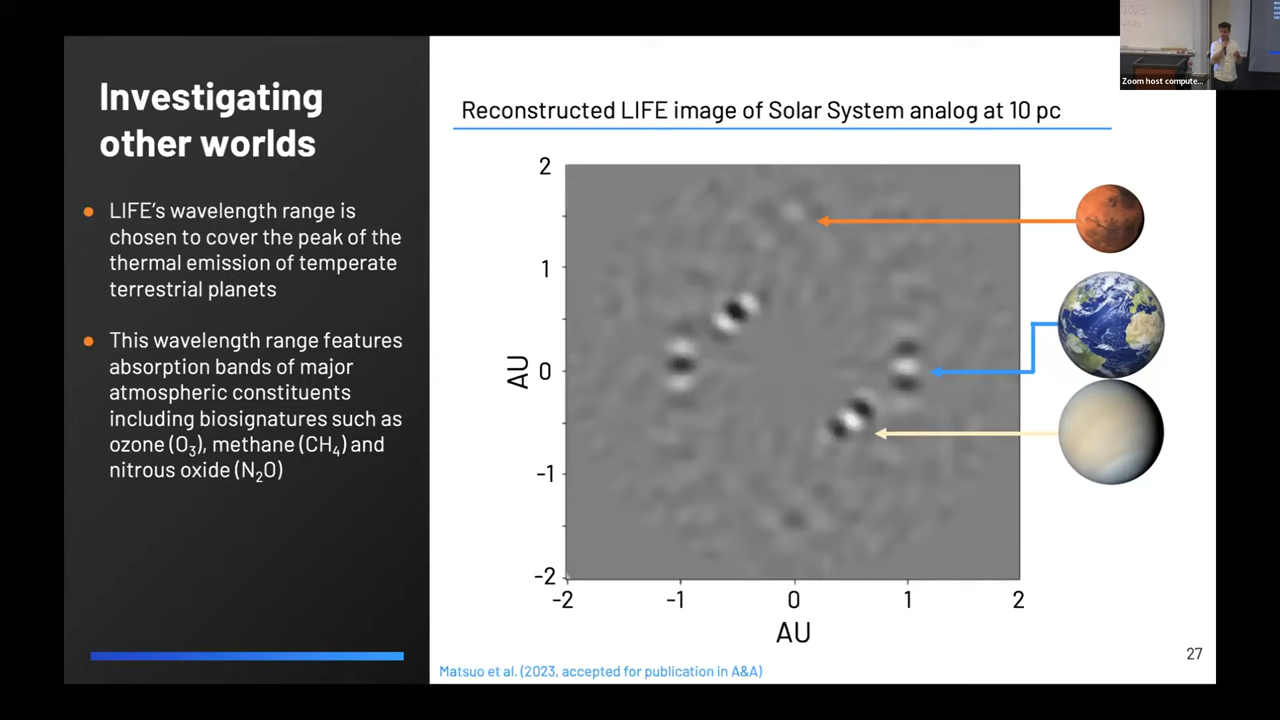 Investigating
other worlds
LIFE's wavelength range is
chosen to cover the peak of the
thermal emission of temperate
terrestrial planets
This wavelength range features
absorption bands of major
atmospheric constituents
including biosignatures such as
ozone (O₃), methane (CH₄) and
nitrous oxide (N₂O)
Reconstructed LIFE image of Solar System analog at 10 pc
2
1
0
-1
-2
AU
-2
-1
0
1
2
AU
Matsuo et al. (2023, accepted for publication in A&A)
27
Zoom host compute...